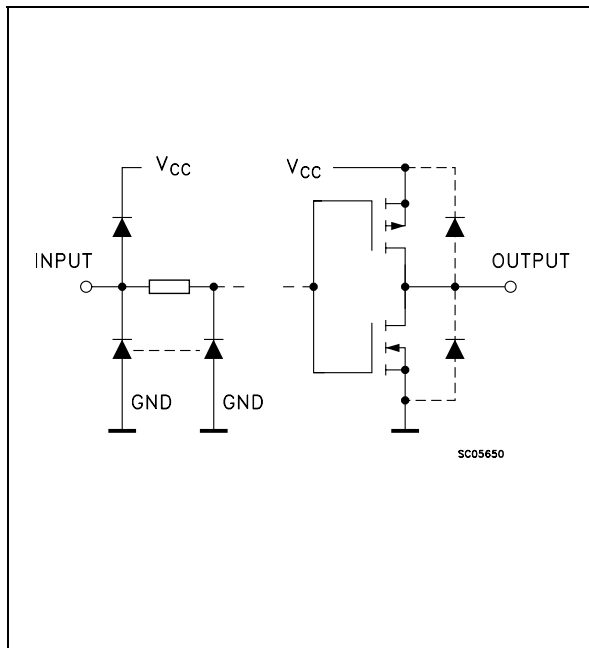 VCC
VCC
INPUT
OUTPUT
GND
GND
SC05650